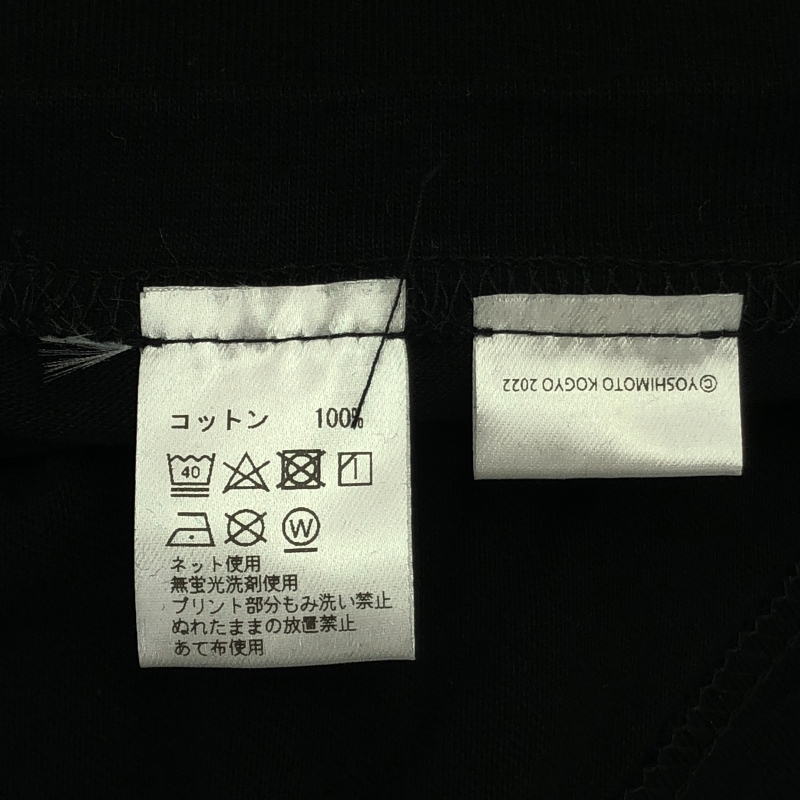 コットン 100%
40
W
ネット使用
無蛍光洗剤使用
プリント部分もみ洗い禁止
ぬれたままの放置禁止
あて布使用
©YOSHIMOTO KOGYO 2022